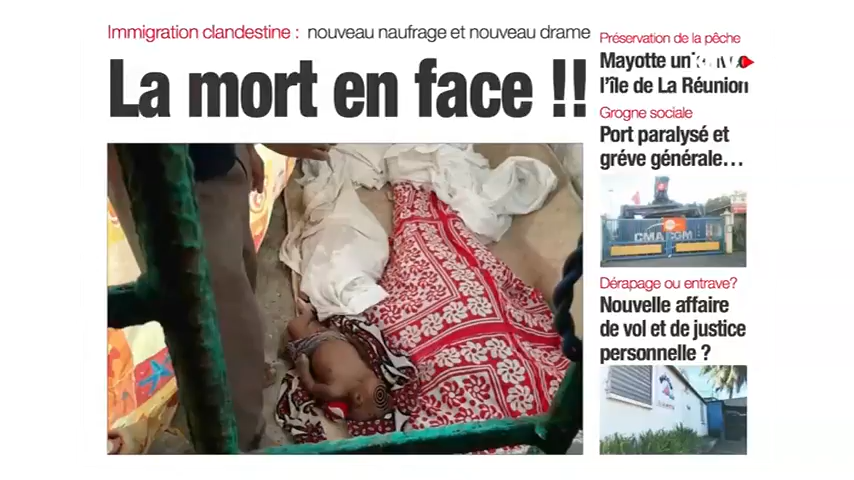 Immigration clandestine : nouveau naufrage et nouveau drame
La mort en face !!
Préservation de la pêche
Mayotte
l'île de La Réunion
Grogne sociale
Port paralysé et
gréve générale...
CMA CGM
Dérapage ou entrave?
Nouvelle affaire
de vol et de justice
personnelle ?